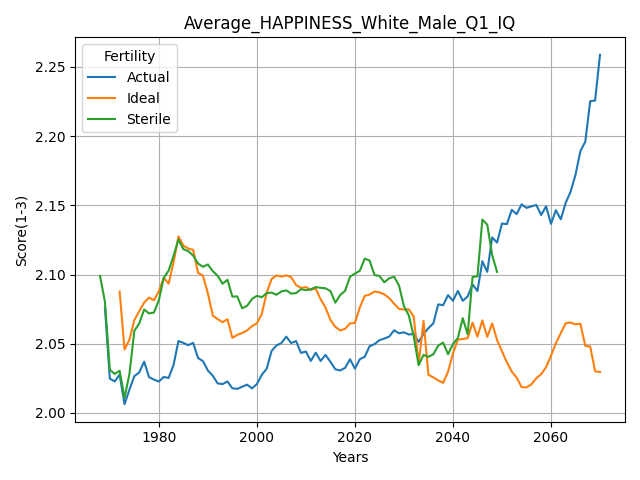 Average_HAPPINESS_White_Male_Q1_IQ
Fertility
Actual
Ideal
Sterile
Score(1-3)
2.25
2.20
2.15
2.10
2.05
2.00
1980
2000
2020
2040
2060
Years